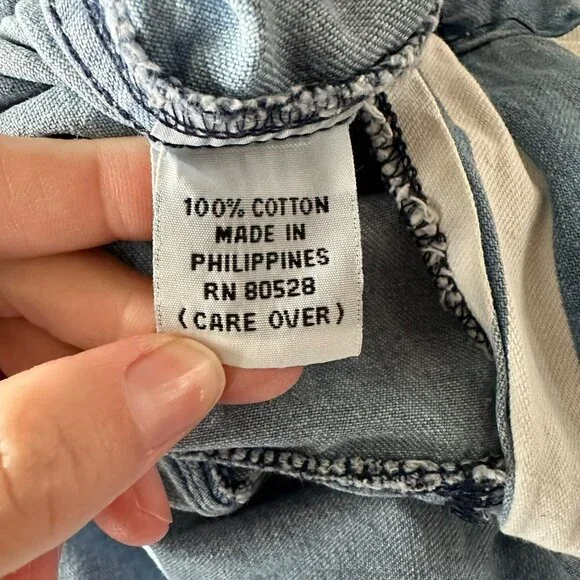 100% COTTON
MADE IN
PHILIPPINES
RN 80528
(CARE OVER)